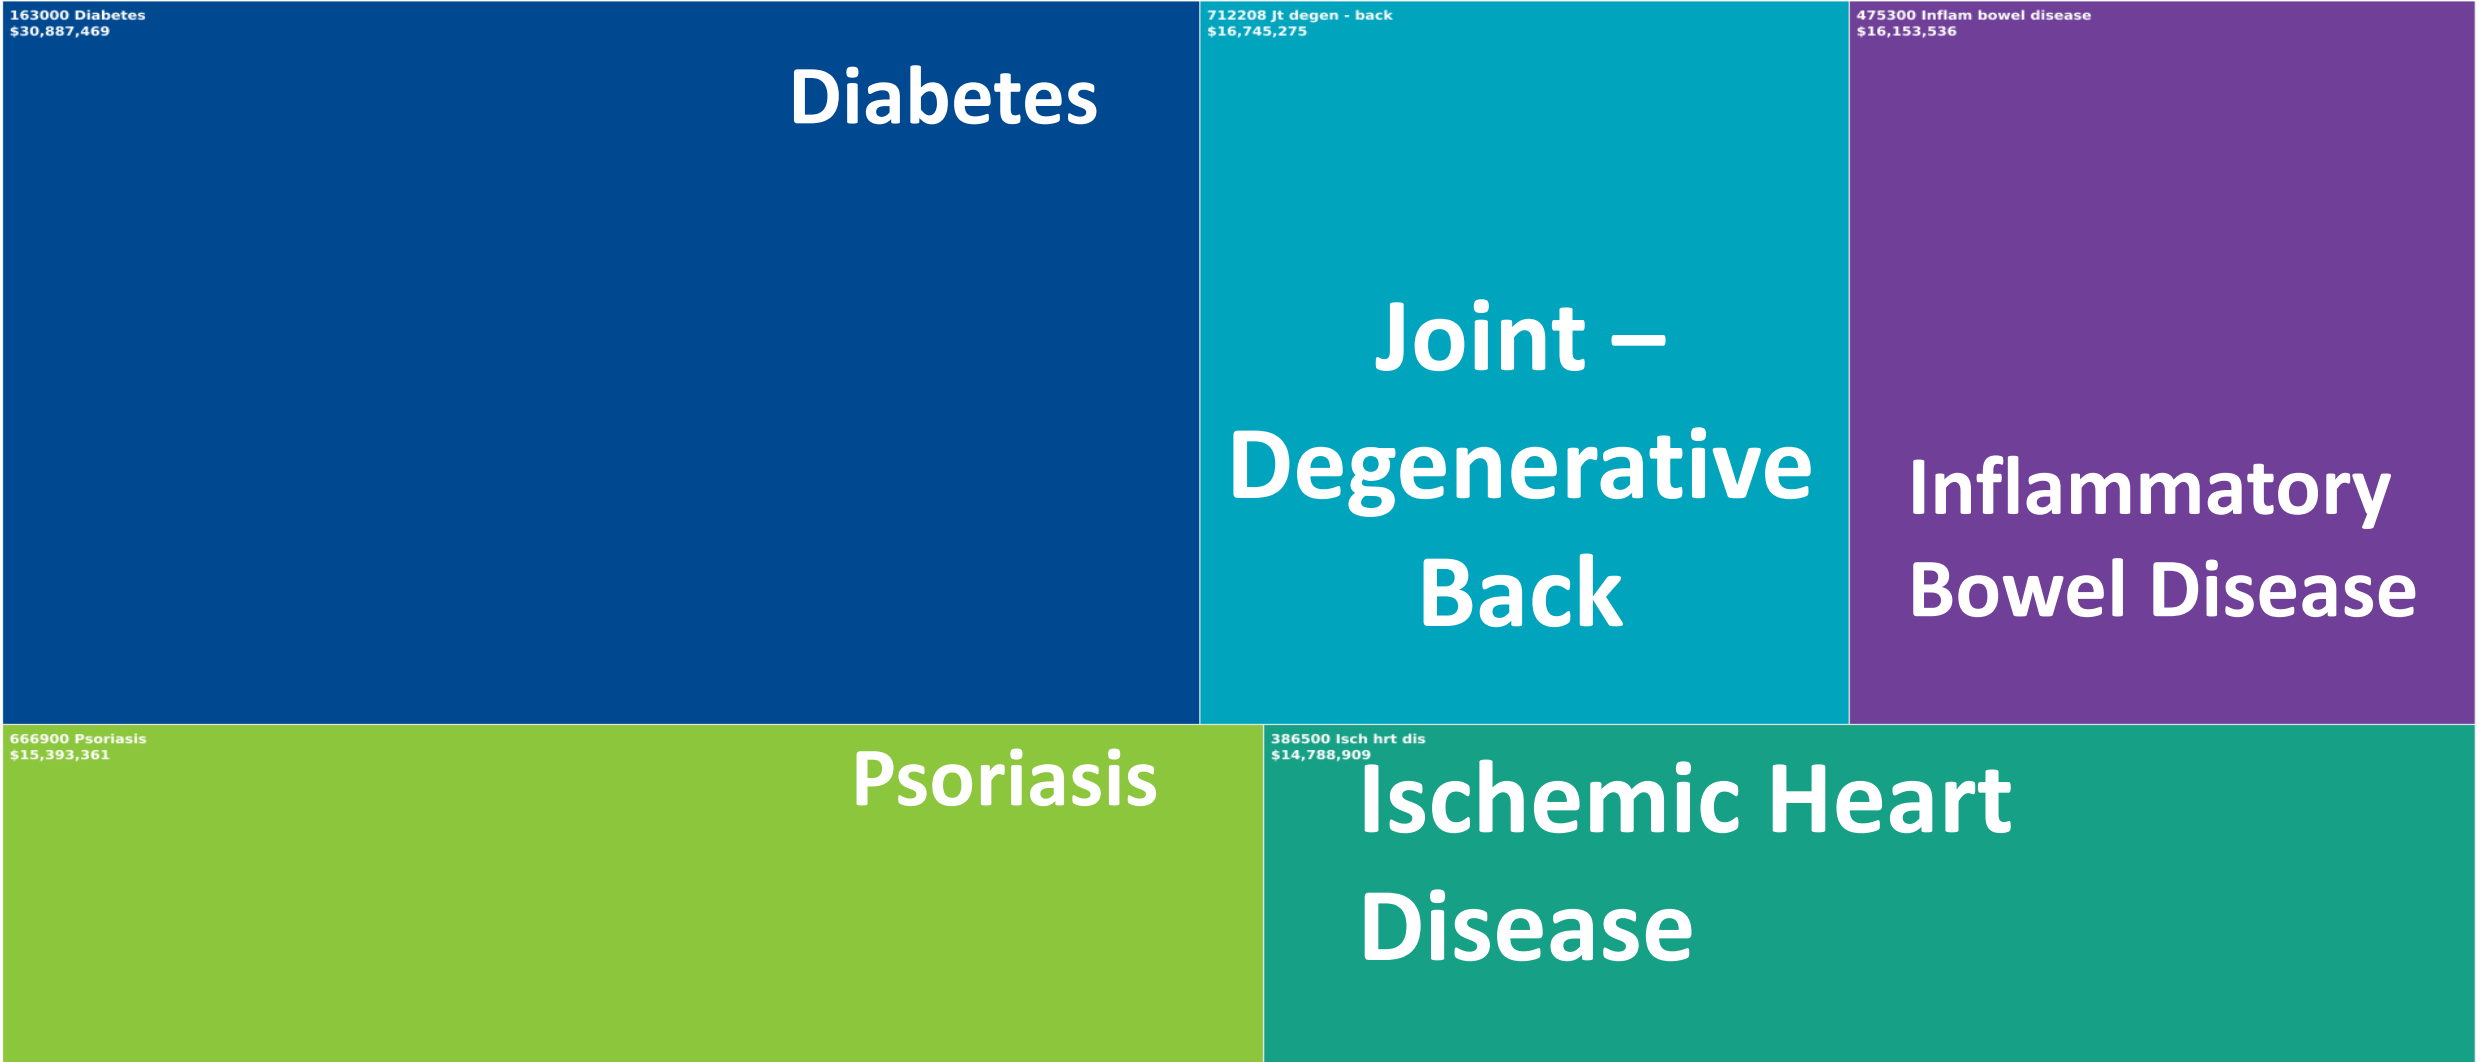 163000 Diabetes
$30,887,469
Diabetes
712208 Jt degen - back
$16,745,275
Joint –
Degenerative
Back
475300 Inflam bowel disease
$16,153,536
Inflammatory
Bowel Disease
666900 Psoriasis
$15,393,361
Psoriasis
386500 Isch hrt dis
$14,788,909
Ischemic Heart
Disease